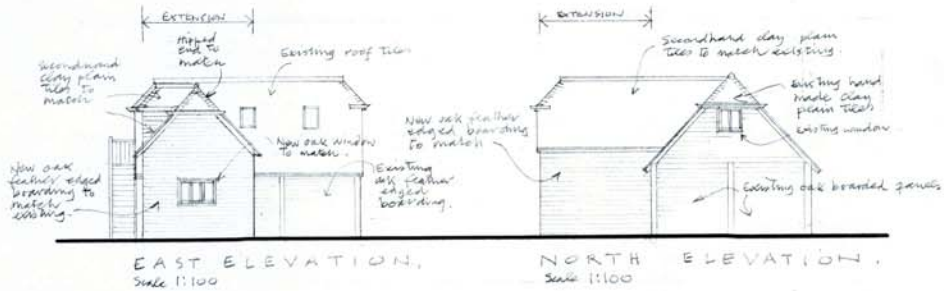 EXTENSION
Hipped
End to
match
Existing roof tiles
Secondhand
clay plain
tiles to
match
New oak window
to match.
New oak
feather edged
boarding to
match
existing.
Existing
oak feather
edged
boarding.
EAST ELEVATION.
Scale 1:100
EXTENSION
Secondhand clay plain
tiles to match existing.
Existing hand
made clay
plain tiles
Existing window
New oak feather
edged boarding
to match
Existing oak boarded panels
NORTH ELEVATION.
Scale 1:100